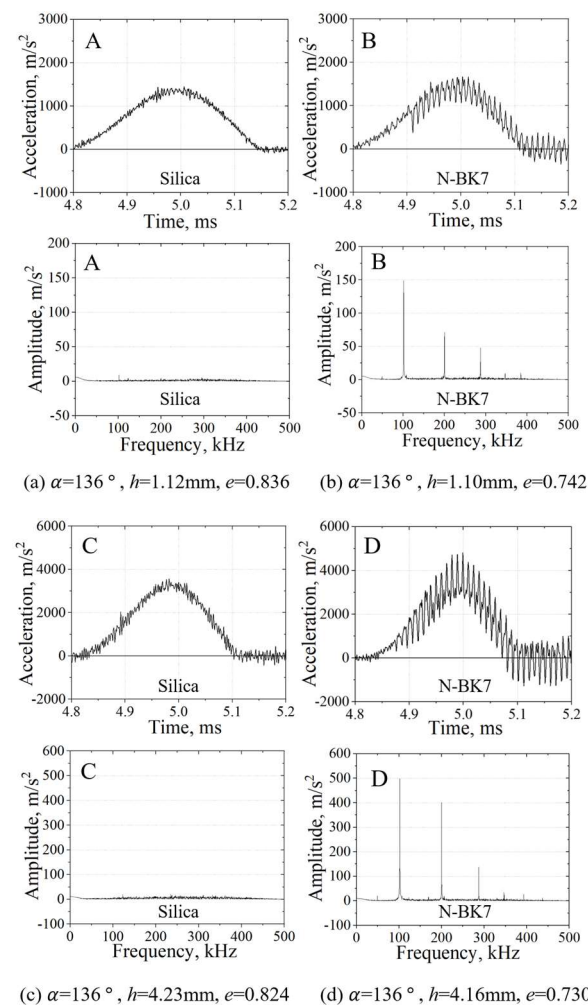 A
Acceleration, m/s²
3000
2000
1000
0
-1000
4.8 4.9 5.0 5.1 5.2
Silica
Time, ms
B
Acceleration, m/s²
3000
2000
1000
0
-1000
4.8 4.9 5.0 5.1 5.2
N-BK7
Time, ms
A
Amplitude, m/s²
200
150
100
50
0
-50
0 100 200 300 400 500
Silica
Frequency, kHz
B
Amplitude, m/s²
200
150
100
50
0
-50
0 100 200 300 400 500
N-BK7
Frequency, kHz
(a) α=136 ° , h=1.12mm, e=0.836
(b) α=136 ° , h=1.10mm, e=0.742
C
Acceleration, m/s²
6000
4000
2000
0
-2000
4.8 4.9 5.0 5.1 5.2
Silica
Time, ms
D
Acceleration, m/s²
6000
4000
2000
0
-2000
4.8 4.9 5.0 5.1 5.2
N-BK7
Time, ms
C
Amplitude, m/s²
600
500
400
300
200
100
0
-100
0 100 200 300 400 500
Silica
Frequency, kHz
D
Amplitude, m/s²
600
500
400
300
200
100
0
-100
0 100 200 300 400 500
N-BK7
Frequency, kHz
(c) α=136 ° , h=4.23mm, e=0.824
(d) α=136 ° , h=4.16mm, e=0.730